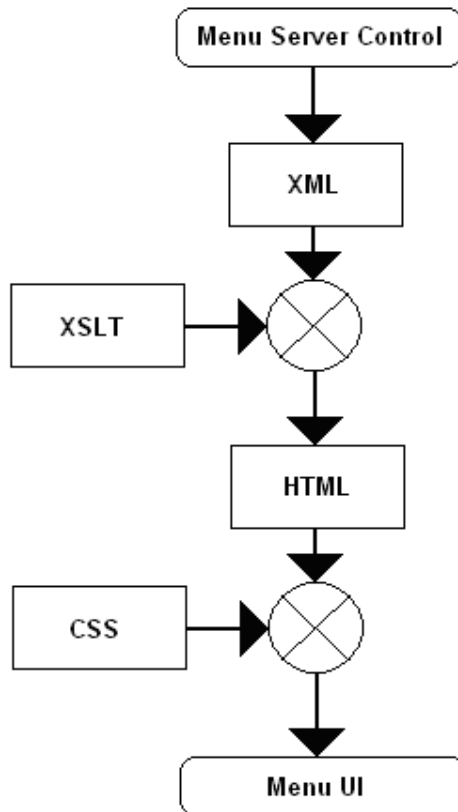 Menu Server Control
XML
XSLT
HTML
CSS
Menu UI